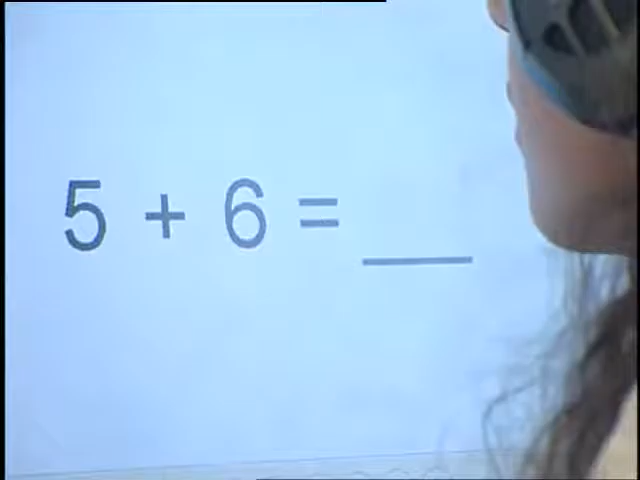 5 + 6 = ___